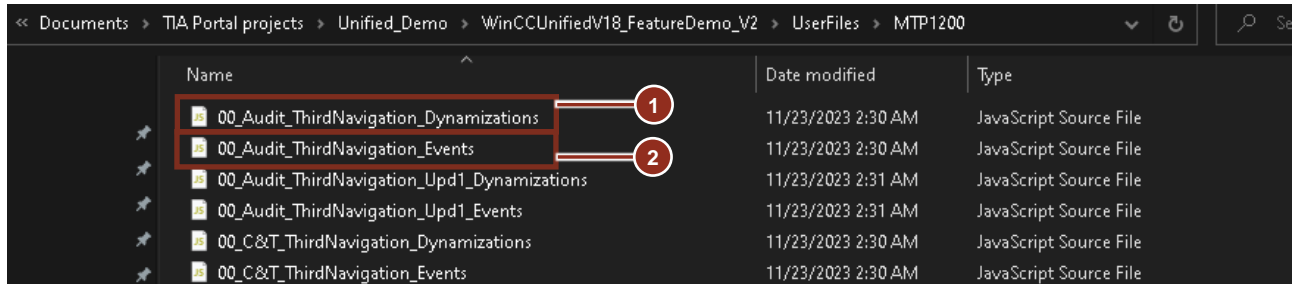 « Documents > TIA Portal projects > Unified_Demo > WinCCUnifiedV18_FeatureDemo_V2 > UserFiles > MTP1200 Se
Name Date modified Type
00_Audit_ThirdNavigation_Dynamizations 1 11/23/2023 2:30 AM JavaScript Source File
00_Audit_ThirdNavigation_Events 2 11/23/2023 2:30 AM JavaScript Source File
00_Audit_ThirdNavigation_Upd1_Dynamizations 11/23/2023 2:31 AM JavaScript Source File
00_Audit_ThirdNavigation_Upd1_Events 11/23/2023 2:31 AM JavaScript Source File
00_C&T_ThirdNavigation_Dynamizations 11/23/2023 2:30 AM JavaScript Source File
00_C&T_ThirdNavigation_Events 11/23/2023 2:30 AM JavaScript Source File